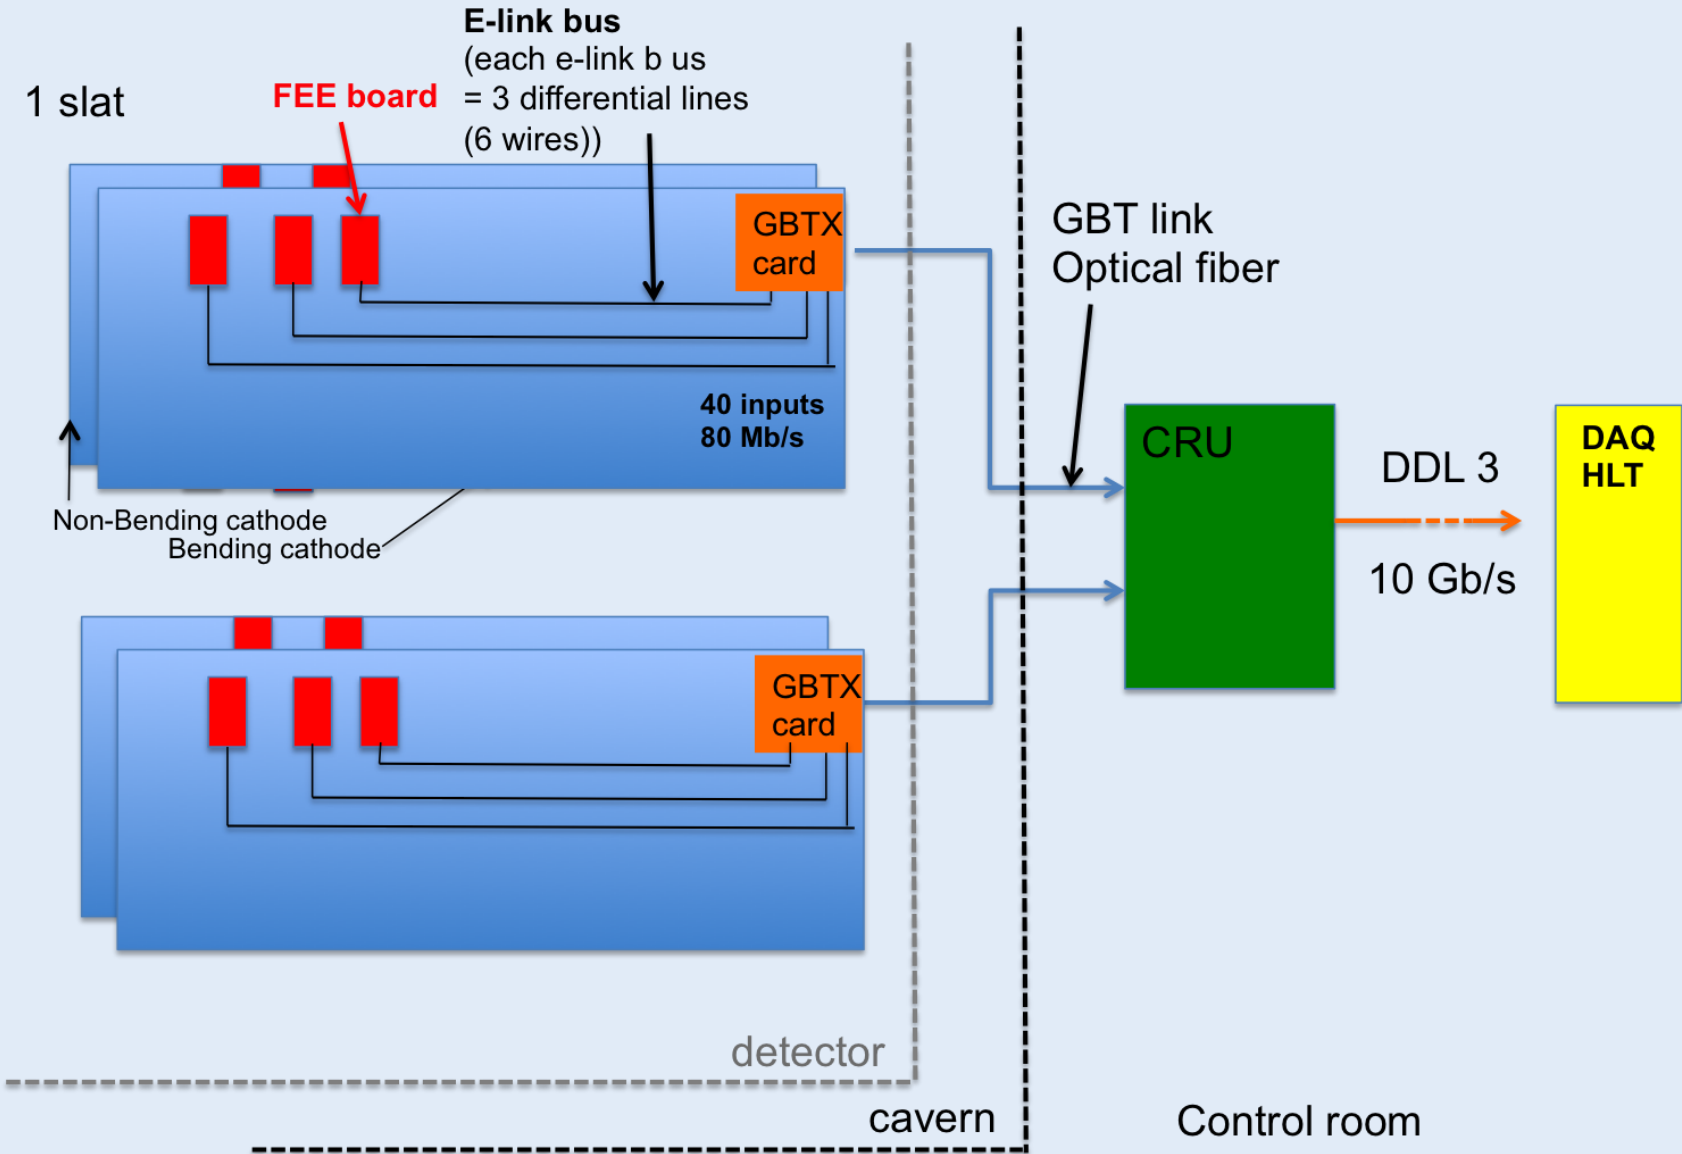 1 slat
FEE board
E-link bus
(each e-link b us
= 3 differential lines
(6 wires))
GBTX
card
40 inputs
80 Mb/s
Non-Bending cathode
Bending cathode
GBT link
Optical fiber
CRU
DDL 3
10 Gb/s
DAQ
HLT
GBTX
card
detector
cavern
Control room